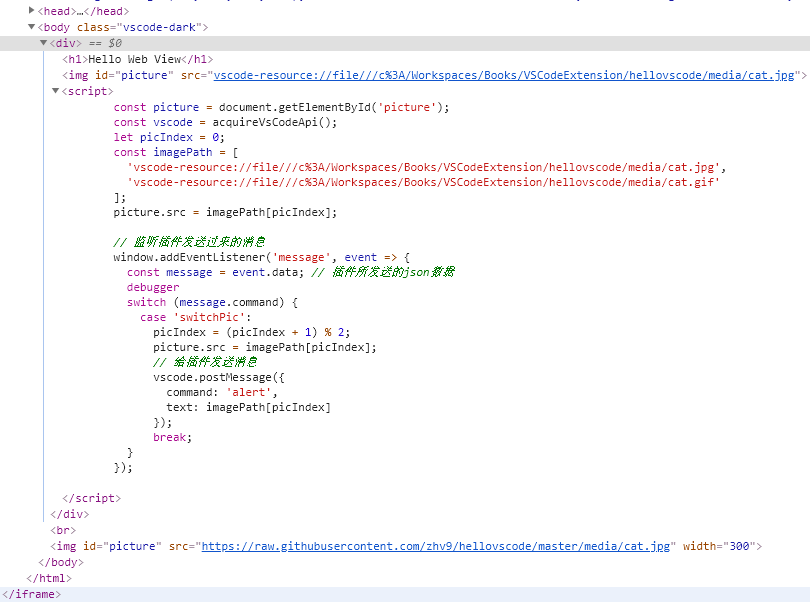 <head>…</head>
<body class="vscode-dark">
<div> == $0
<h1>Hello Web View</h1>
<img id="picture" src="vscode-resource://file///c%3A/Workspaces/Books/VSCodeExtension/hellovscode/media/cat.jpg">
<script>
const picture = document.getElementById('picture');
const vscode = acquireVsCodeApi();
let picIndex = 0;
const imagePath = [
'vscode-resource://file///c%3A/Workspaces/Books/VSCodeExtension/hellovscode/media/cat.jpg',
'vscode-resource://file///c%3A/Workspaces/Books/VSCodeExtension/hellovscode/media/cat.gif'
];
picture.src = imagePath[picIndex];
// 监听插件发送过来的消息
window.addEventListener('message', event => {
const message = event.data; // 插件所发送的json数据
debugger
switch (message.command) {
case 'switchPic':
picIndex = (picIndex + 1) % 2;
picture.src = imagePath[picIndex];
// 给插件发送消息
vscode.postMessage({
command: 'alert',
text: imagePath[picIndex]
});
break;
}
});
</script>
</div>
<br>
<img id="picture" src="https://raw.githubusercontent.com/zhv9/hellovscode/master/media/cat.jpg" width="300">
</body>
</html>
</iframe>